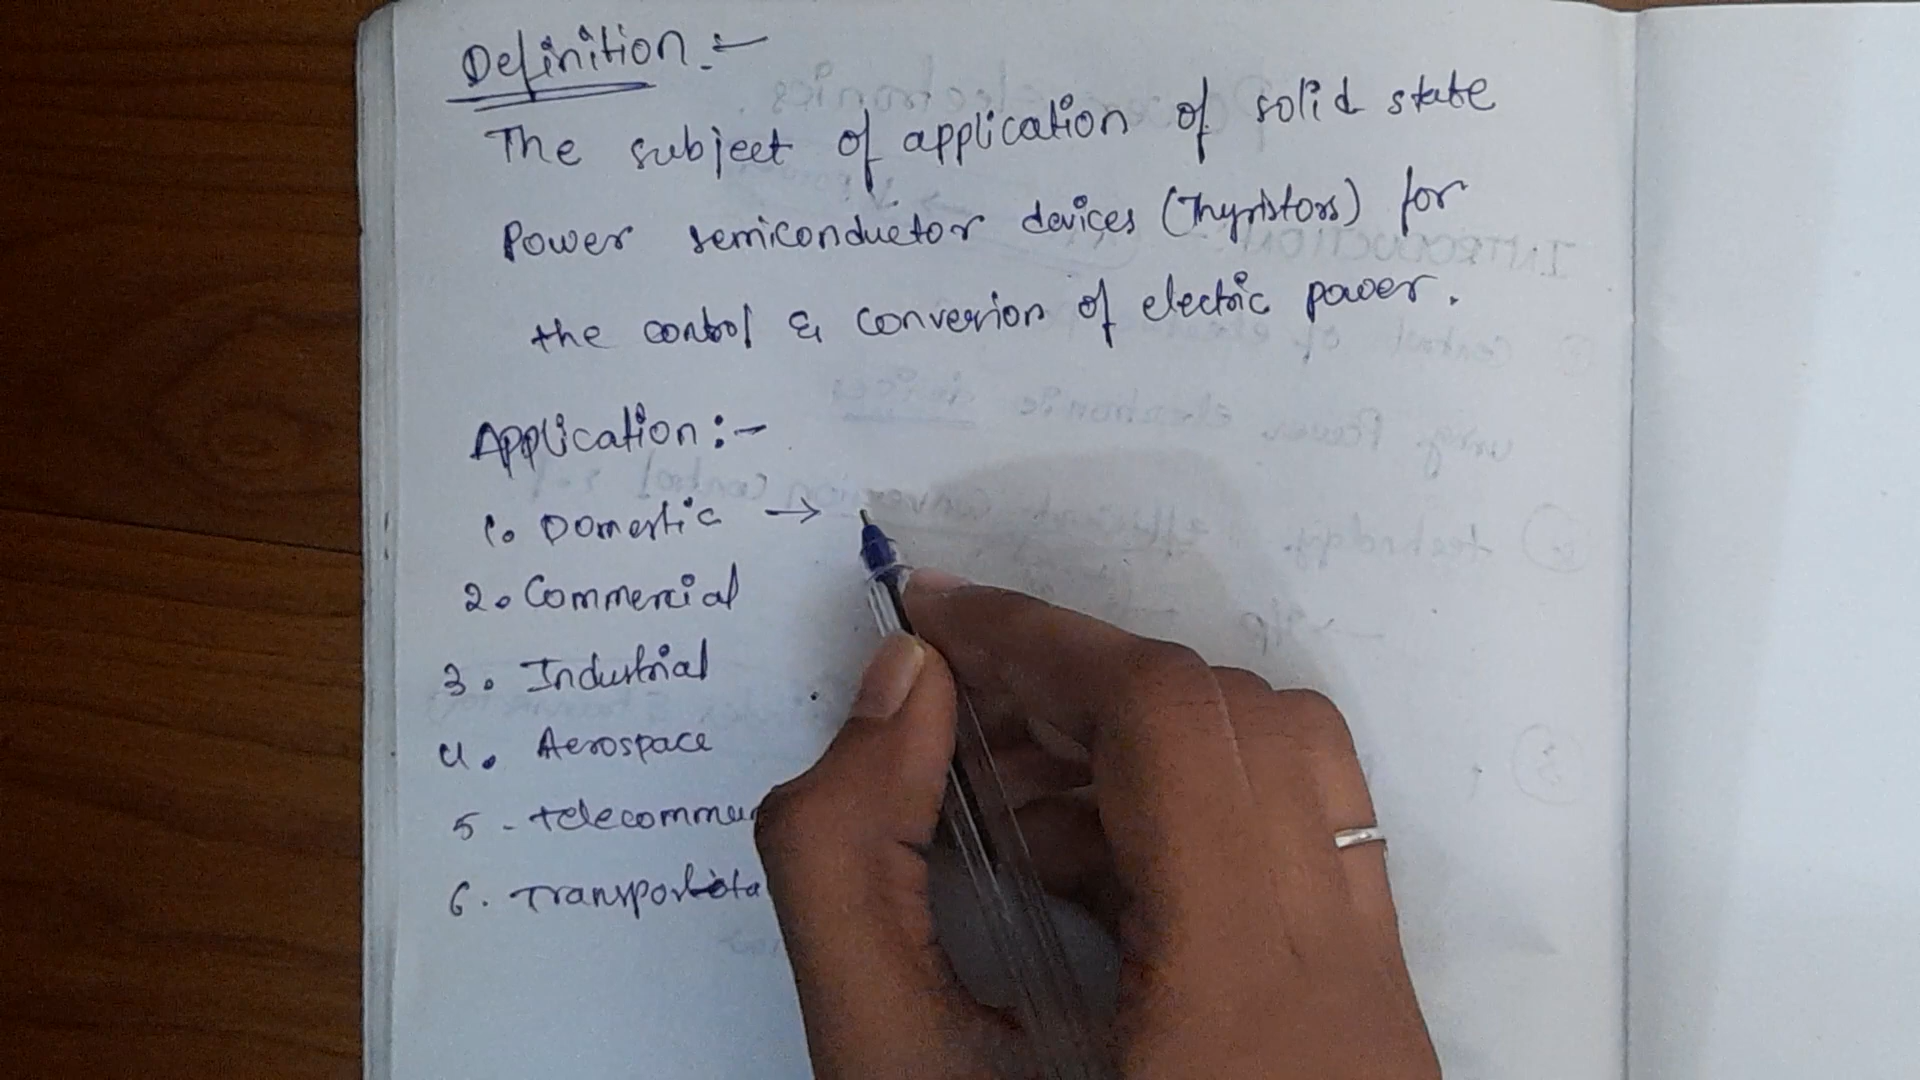 Definition :-
The subject of application of solid state
Power semiconductor devices (Thyristors) for
the control & conversion of electric power.
Application :-
1. Domestic →
2. Commercial
3. Industrial
4. Aerospace
5 - telecommun
6. Transporta